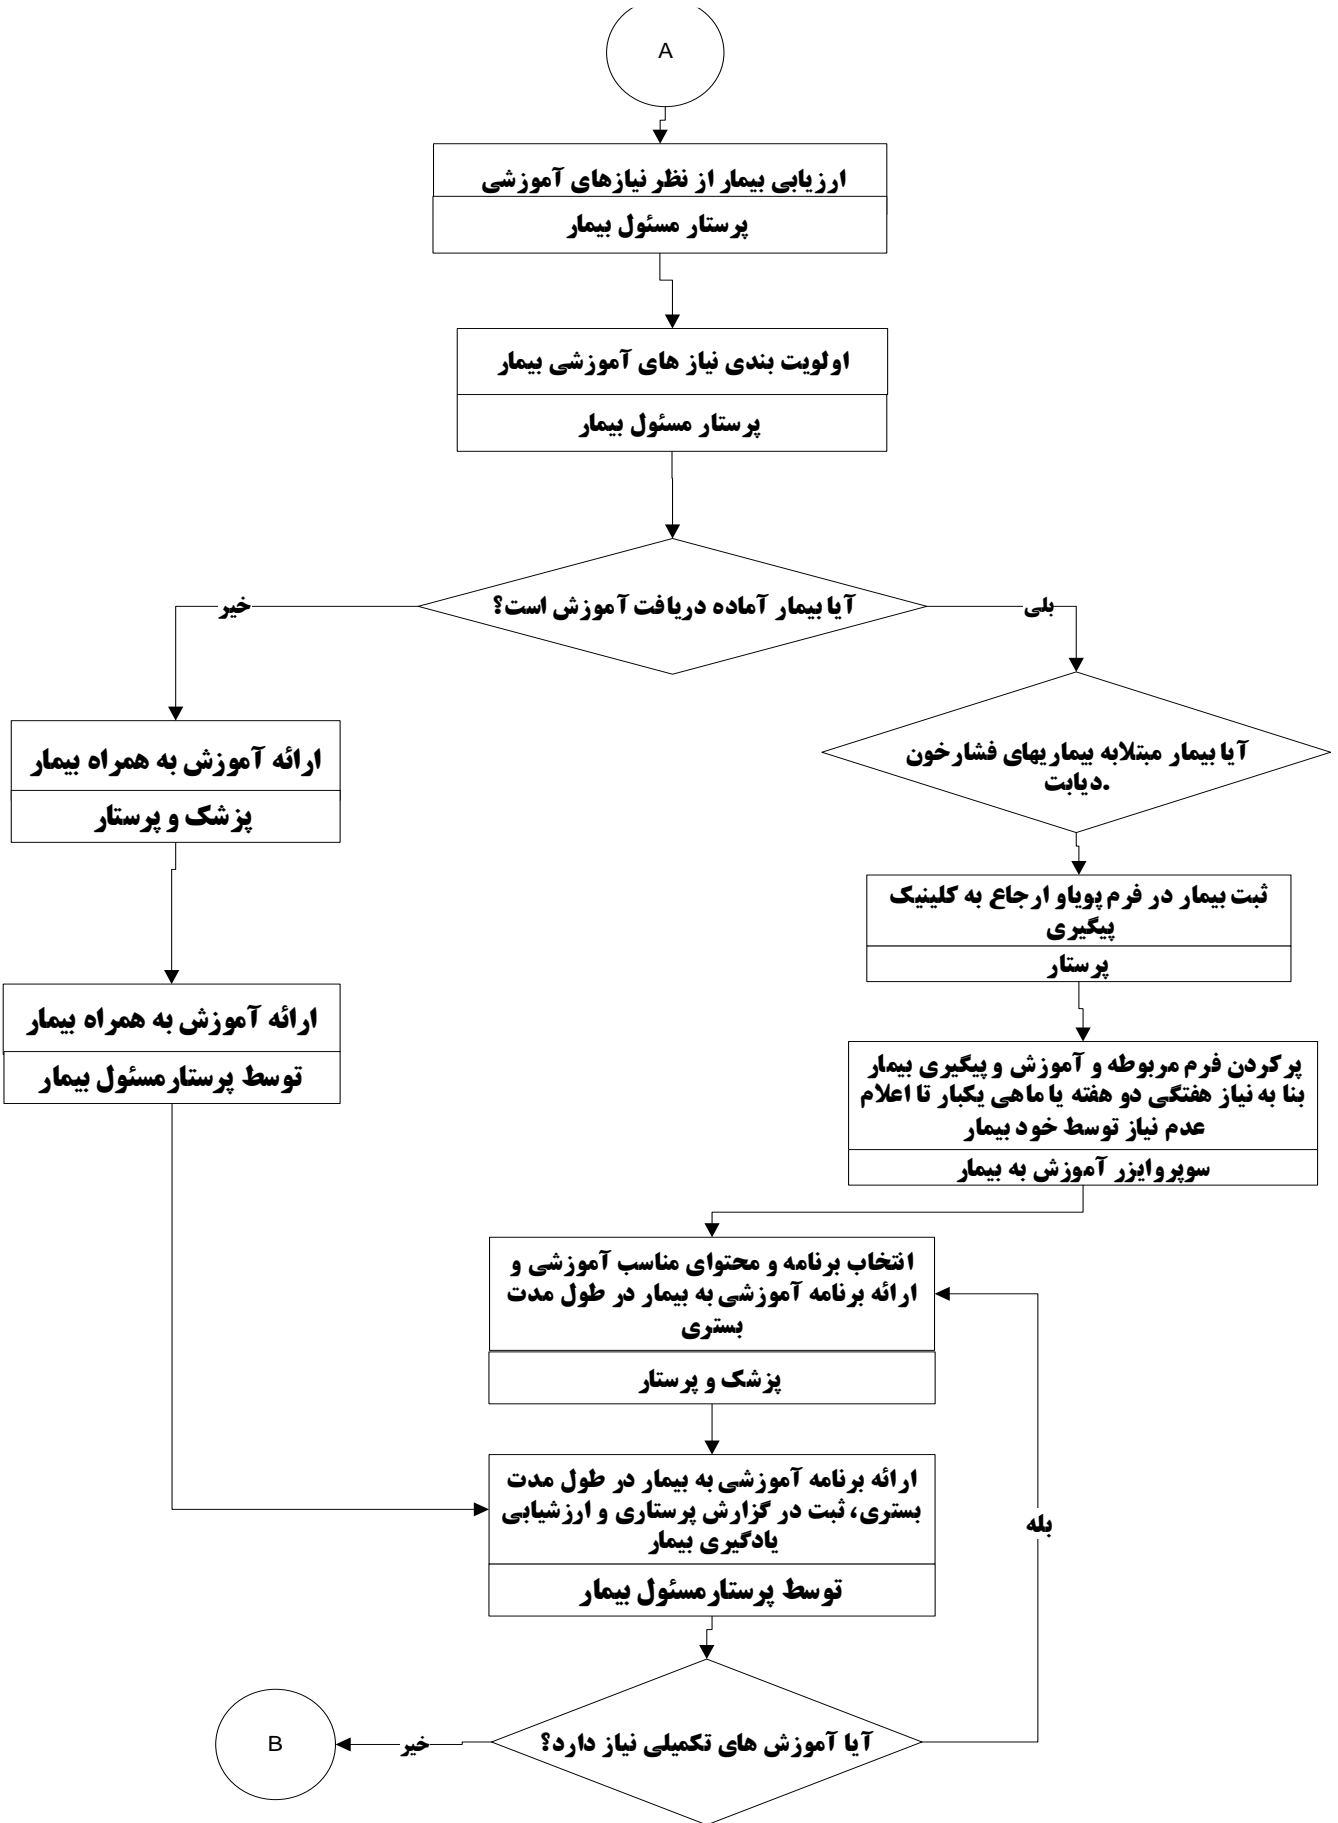 A
ارزیابی بیمار از نظر نیازهای آموزشی
پرستار مسئول بیمار
اولویت بندی نیاز های آموزشی بیمار
پرستار مسئول بیمار
آیا بیمار آماده دریافت آموزش است؟
بلی
خیر
آیا بیمار مبتلابه بیماریهای فشارخون
دیابت.
ارائه آموزش به همراه بیمار
پزشک و پرستار
ثبت بیمار در فرم پویاو ارجاع به کلینیک
پیگیری
پرستار
ارائه آموزش به همراه بیمار
توسط پرستارمسئول بیمار
پرکردن فرم مربوطه و آموزش و پیگیری بیمار
بنا به نیاز هفتگی دو هفته یا ماهی یکبار تا اعلام
عدم نیاز توسط خود بیمار
سوپروایزر آموزش به بیمار
انتخاب برنامه و محتوای مناسب آموزشی و
ارائه برنامه آموزشی به بیمار در طول مدت
بستری
پزشک و پرستار
ارائه برنامه آموزشی به بیمار در طول مدت
بستری، ثبت در گزارش پرستاری و ارزشیابی
یادگیری بیمار
توسط پرستارمسئول بیمار
بله
آیا آموزش های تکمیلی نیاز دارد؟
خیر
B